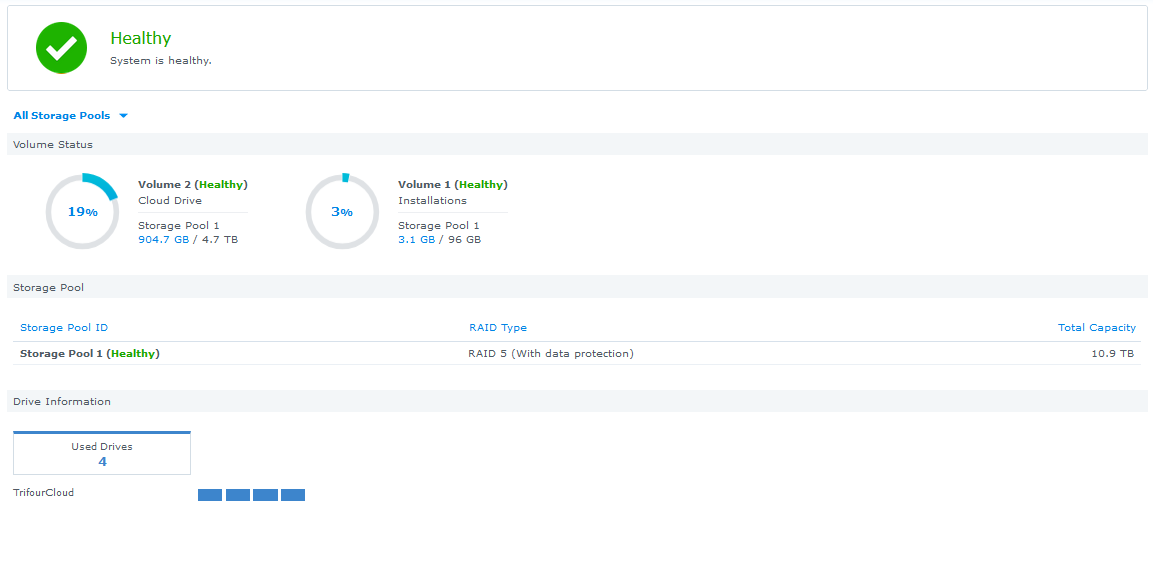 Healthy
System is healthy.
All Storage Pools
Volume Status
19%
Volume 2 (Healthy)
Cloud Drive
Storage Pool 1
904.7 GB / 4.7 TB
3%
Volume 1 (Healthy)
Installations
Storage Pool 1
3.1 GB / 96 GB
Storage Pool
Storage Pool ID RAID Type Total Capacity
Storage Pool 1 (Healthy) RAID 5 (With data protection) 10.9 TB
Drive Information
Used Drives
4
TrifourCloud